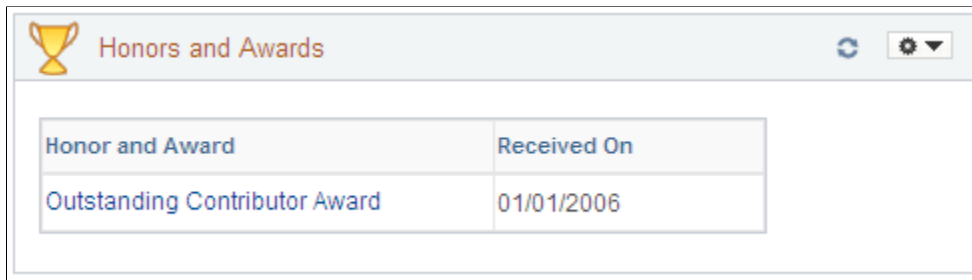 Honors and Awards
Honor and Award Received On
Outstanding Contributor Award 01/01/2006